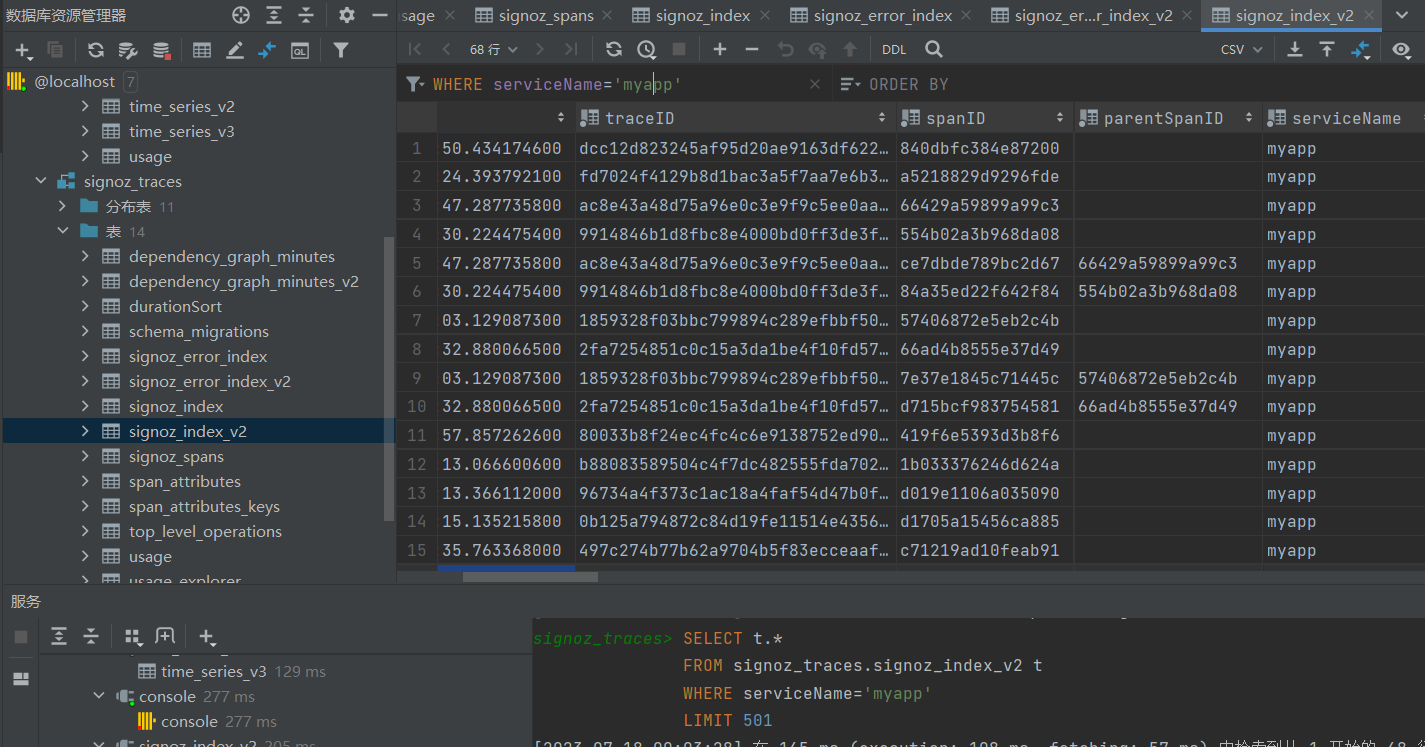 数据库资源管理器
sage
signoz_spans
signoz_index
signoz_error_index
signoz_er...r_index_v2
signoz_index_v2
68 行
DDL
CSV
@localhost 7
WHERE serviceName='myapp'
ORDER BY
time_series_v2
time_series_v3
usage
signoz_traces
分布表 11
表 14
dependency_graph_minutes
dependency_graph_minutes_v2
durationSort
schema_migrations
signoz_error_index
signoz_error_index_v2
signoz_index
signoz_index_v2
signoz_spans
span_attributes
span_attributes_keys
top_level_operations
usage
usage_explorer
traceID spanID parentSpanID serviceName
1 50.434174600 dcc12d823245af95d20ae9163df622… 840dbfc384e87200 myapp
2 24.393792100 fd7024f4129b8d1bac3a5f7aa7e6b3… a5218829d9296fde myapp
3 47.287735800 ac8e43a48d75a96e0c3e9f9c5ee0aa… 66429a59899a99c3 myapp
4 30.224475400 9914846b1d8fbc8e4000bd0ff3de3f… 554b02a3b968da08 myapp
5 47.287735800 ac8e43a48d75a96e0c3e9f9c5ee0aa… ce7dbde789bc2d67 66429a59899a99c3 myapp
6 30.224475400 9914846b1d8fbc8e4000bd0ff3de3f… 84a35ed22f642f84 554b02a3b968da08 myapp
7 03.129087300 1859328f03bbc799894c289efbbf50… 57406872e5eb2c4b myapp
8 32.880066500 2fa7254851c0c15a3da1be4f10fd57… 66ad4b8555e37d49 myapp
9 03.129087300 1859328f03bbc799894c289efbbf50… 7e37e1845c71445c 57406872e5eb2c4b myapp
10 32.880066500 2fa7254851c0c15a3da1be4f10fd57… d715bcf983754581 66ad4b8555e37d49 myapp
11 57.857262600 80033b8f24ec4fc4c6e9138752ed90… 419f6e5393d3b8f6 myapp
12 13.066600600 b88083589504c4f7dc482555fda702… 1b033376246d624a myapp
13 13.366112000 96734a4f373c1ac18a4faf54d47b0f… d019e1106a035090 myapp
14 15.135215800 0b125a794872c84d19fe11514e4356… d1705a15456ca885 myapp
15 35.763368000 497c274b77b62a9704b5f83ecceaaf… c71219ad10feab91 myapp
服务
time_series_v3 129 ms
console 277 ms
console 277 ms
signoz_index_v2 205 ms
signoz_traces> SELECT t.*
FROM signoz_traces.signoz_index_v2 t
WHERE serviceName='myapp'
LIMIT 501